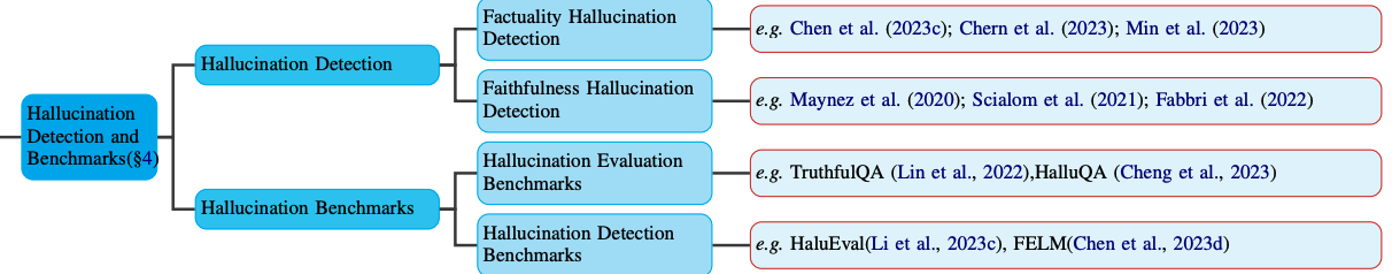 Hallucination
Detection and
Benchmarks(§4)
Hallucination Detection
Factuality Hallucination
Detection
e.g. Chen et al. (2023c); Chern et al. (2023); Min et al. (2023)
Faithfulness Hallucination
Detection
e.g. Maynez et al. (2020); Scialom et al. (2021); Fabbri et al. (2022)
Hallucination Benchmarks
Hallucination Evaluation
Benchmarks
e.g. TruthfulQA (Lin et al., 2022),HalluQA (Cheng et al., 2023)
Hallucination Detection
Benchmarks
e.g. HaluEval(Li et al., 2023c), FELM(Chen et al., 2023d)